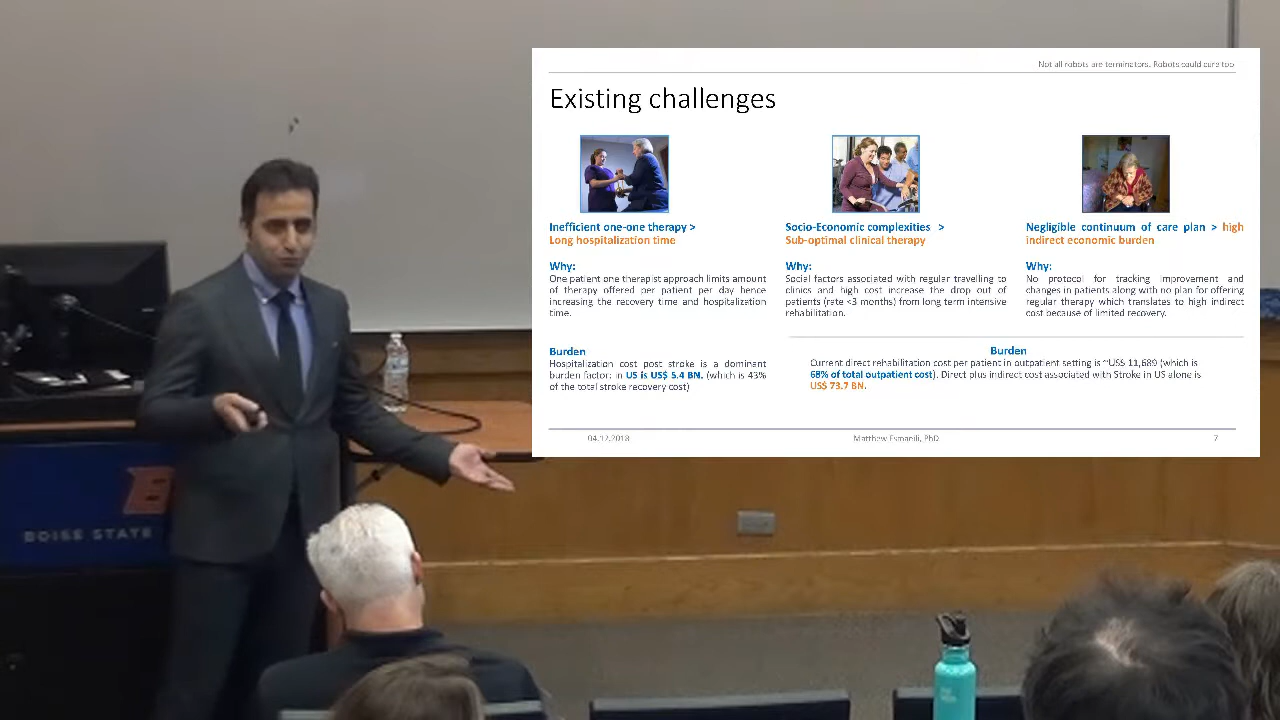 Not all robots are terminators. Robots could cure too
Existing challenges
Inefficient one-one therapy >
Long hospitalization time
Why:
One patient one therapist approach limits amount
of therapy offered per patient per day hence
increasing the recovery time and hospitalization
time.
Burden
Hospitalization cost post stroke is a dominant
burden factor; in US is US$ 5.4 BN. (which is 43%
of the total stroke recovery cost)
Socio-Economic complexities >
Sub-optimal clinical therapy
Why:
Social factors associated with regular travelling to
clinics and high cost increase the drop out of
patients (rate <3 months) from long term intensive
rehabilitation.
Negligible continuum of care plan > high
indirect economic burden
Why:
No protocol for tracking improvement and
changes in patients along with no plan for offering
regular therapy which translates to high indirect
cost because of limited recovery.
Burden
Current direct rehabilitation cost per patient in outpatient setting is ~US$ 11,689 (which is
68% of total outpatient cost). Direct plus indirect cost associated with Stroke in US alone is
US$ 73.7 BN.
04.12.2018
Matthew Esmaeili, PhD
7
BOISE STATE